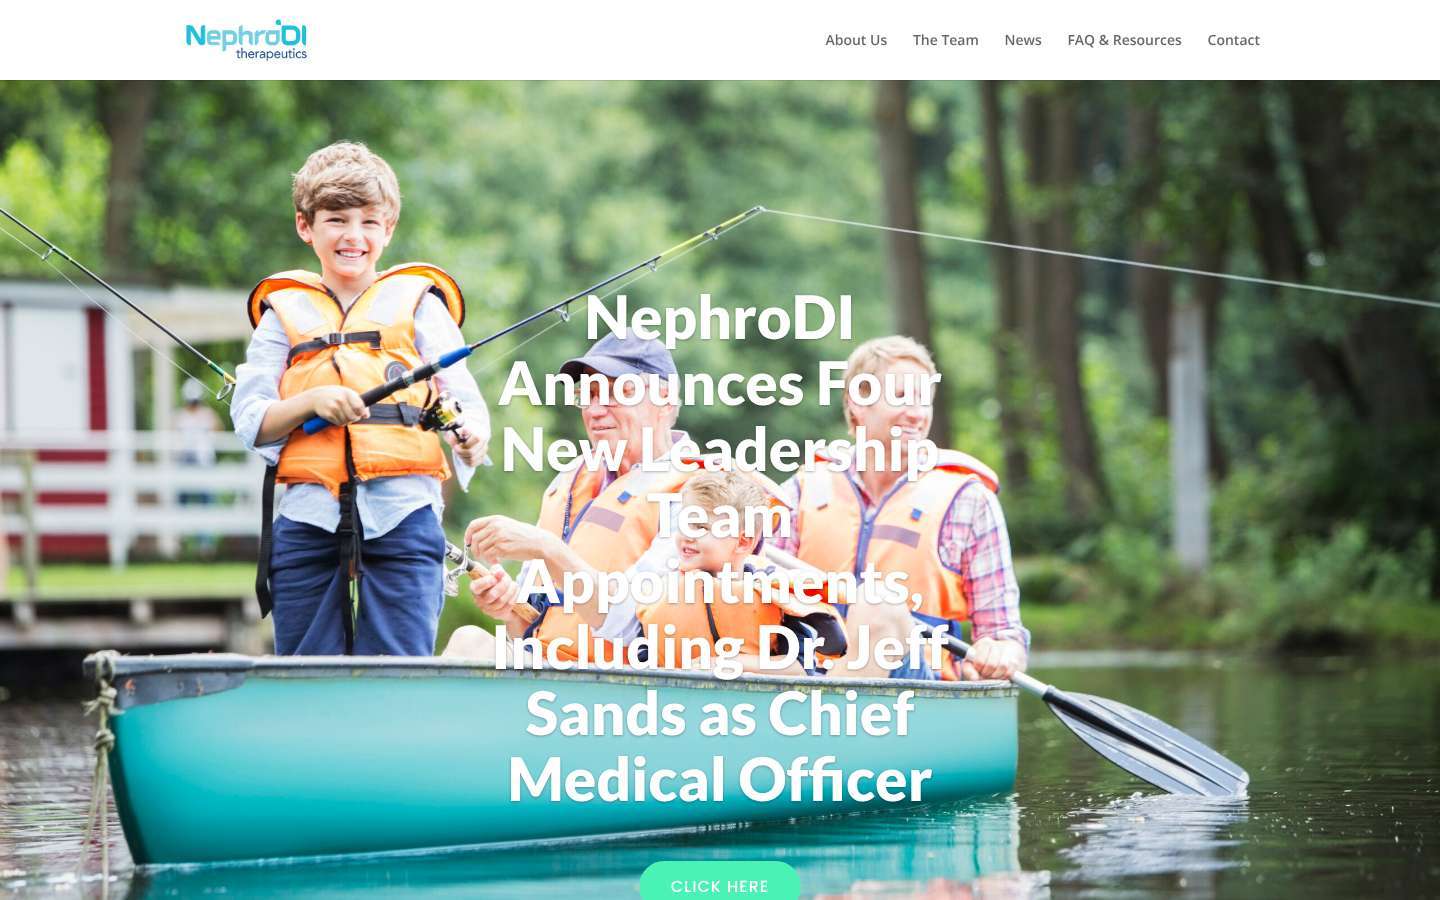 NephroDI
therapeutics
About Us The Team News FAQ & Resources Contact
NephroDI
Announces Four
New Leadership
Team
Appointments,
Including Dr. Jeff
Sands as Chief
Medical Officer
CLICK HERE